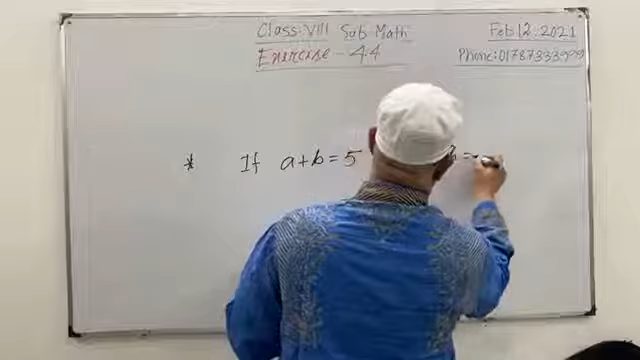 Class: VIII Sub Math
Exercise - 4.4
Feb 12, 2021
Phone: 01787333999
* If a+b=5 =